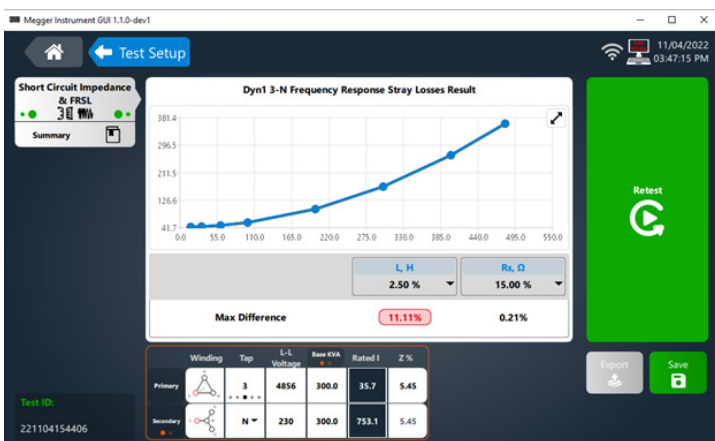 Megger Instrument GUI 1.1.0-dev1
Test Setup
11/04/2022
03:47:15 PM
Short Circuit Impedance
& FRSL
Summary
Dyn1 3-N Frequency Response Stray Losses Result
381.4
296.5
211.5
126.6
41.7
0.0 55.0 110.0 165.0 220.0 275.0 330.0 385.0 440.0 495.0 550.0
L, H Rs, Ω
2.50 % 15.00 %
Max Difference 11.11% 0.21%
Retest
Winding Tap L-L Voltage Base KVA Rated I Z %
Primary 3 4856 300.0 35.7 5.45
Secondary N 230 300.0 753.1 5.45
Export Save
Test ID:
221104154406